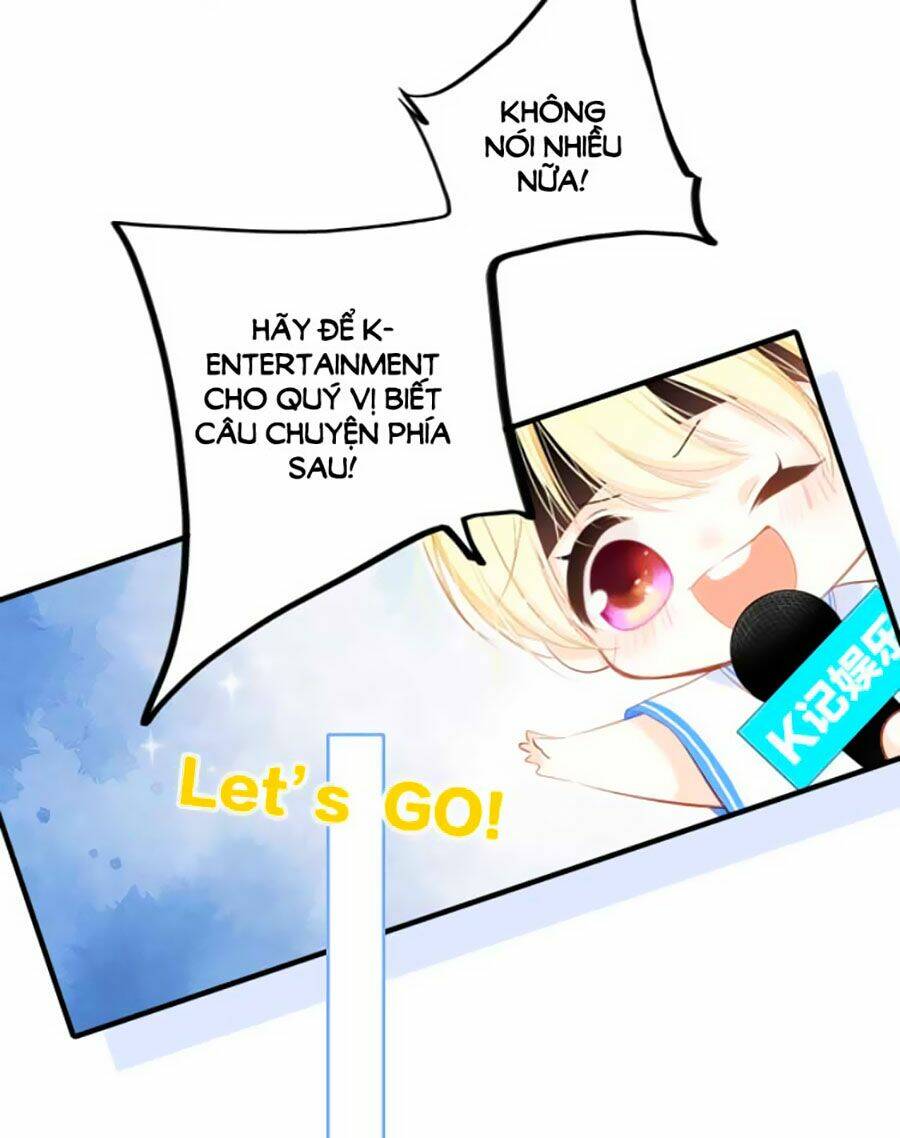 KHÔNG
NÓI NHIỀU
NỮA!
HÃY ĐỂ K-
ENTERTAINMENT
CHO QUÝ VỊ BIẾT
CÂU CHUYỆN PHÍA
SAU!
K记娱乐
Let's GO!